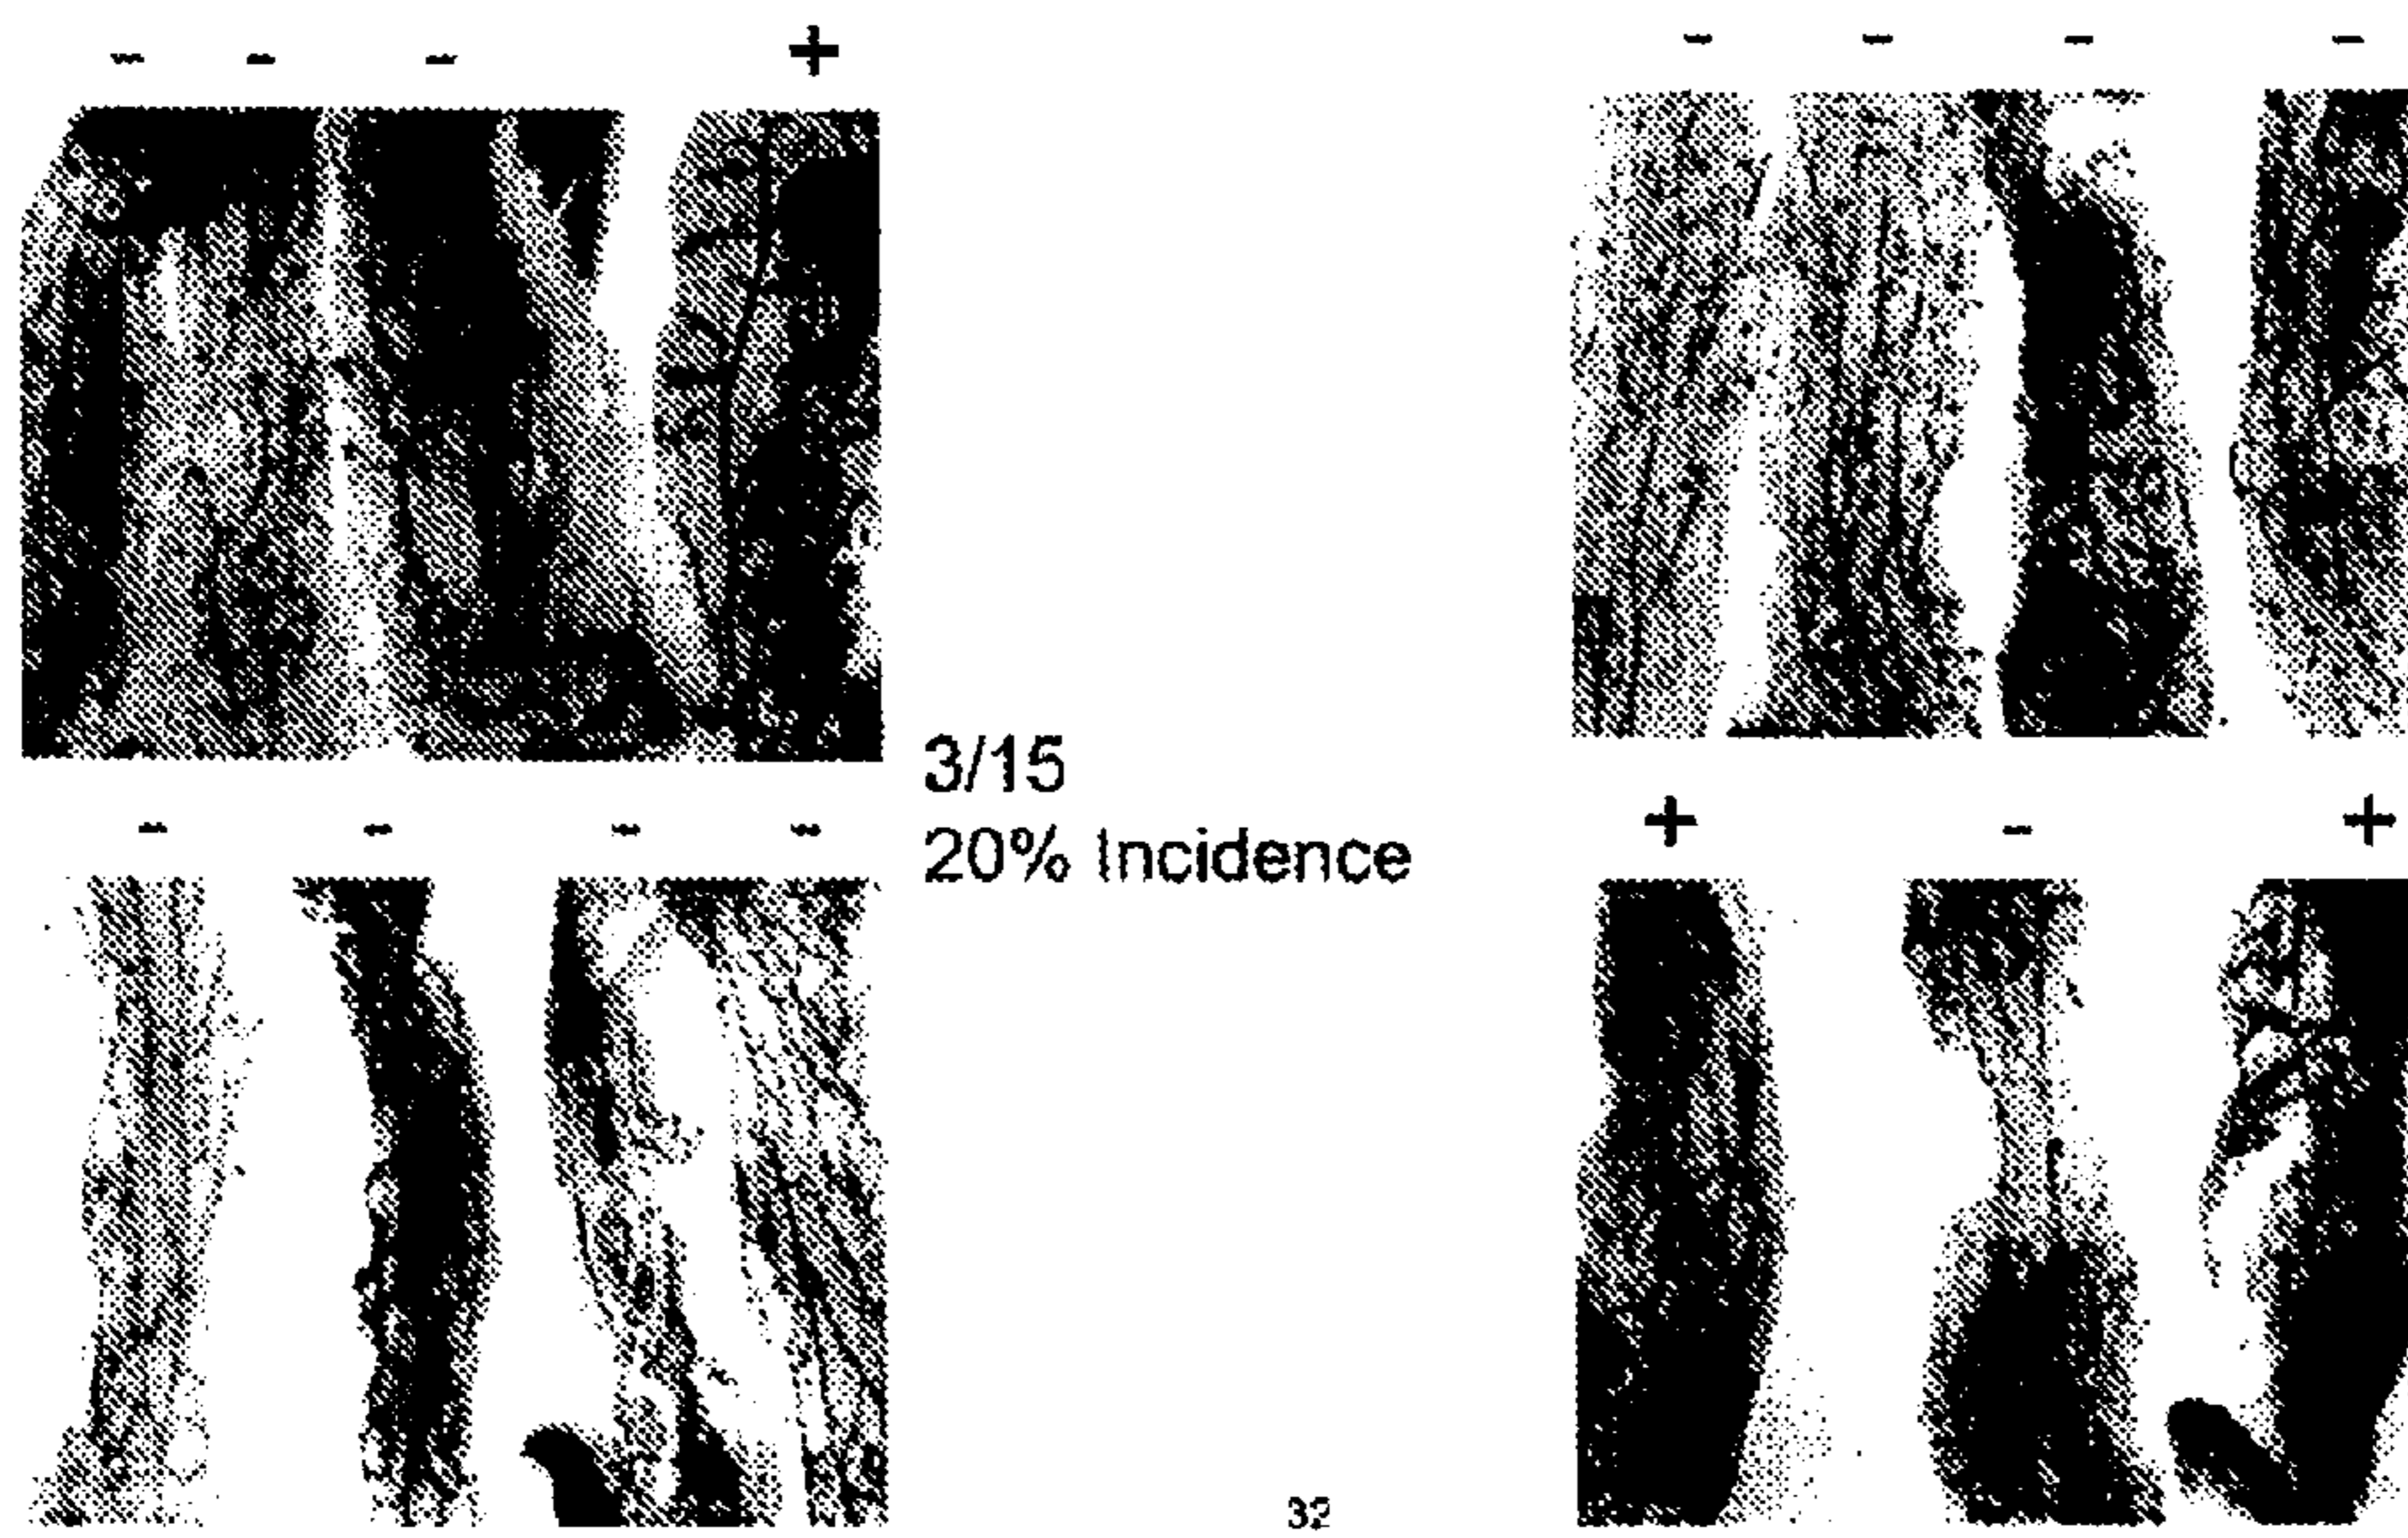 - - - +
- - - -
3/15
20% Incidence
- - - -
+ - +
32